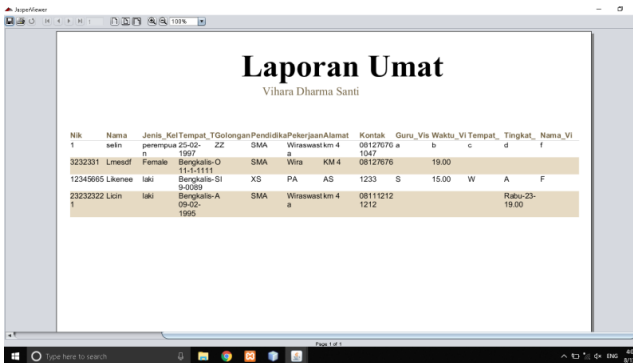 JasperViewer
108%
Laporan Umat
Vihara Dharma Santi
Nik Nama Jenis_Kel Tempat_T Golongan Pendidika Pekerjaan Alamat Kontak Guru_Vis Waktu_Vi Tempat_ Tingkat_ Nama_Vi
1 selin perempua 25-02- ZZ SMA Wiraswast km 4 08127676 a b c d f
n 1997 a 1047
3232331 Lmesdf Female Bengkalis- O SMA Wira KM 4 08127676 19.00
11-1-1111
12345665 Likenee laki Bengkalis- SI XS PA AS 1233 S 15.00 W A F
9-0089
23232322 Licin laki Bengkalis- A SMA Wiraswast km 4 08111212 Rabu-23-
1 09-02- a 1212 19.00
1995
Page 1 of 1
Type here to search
ENG